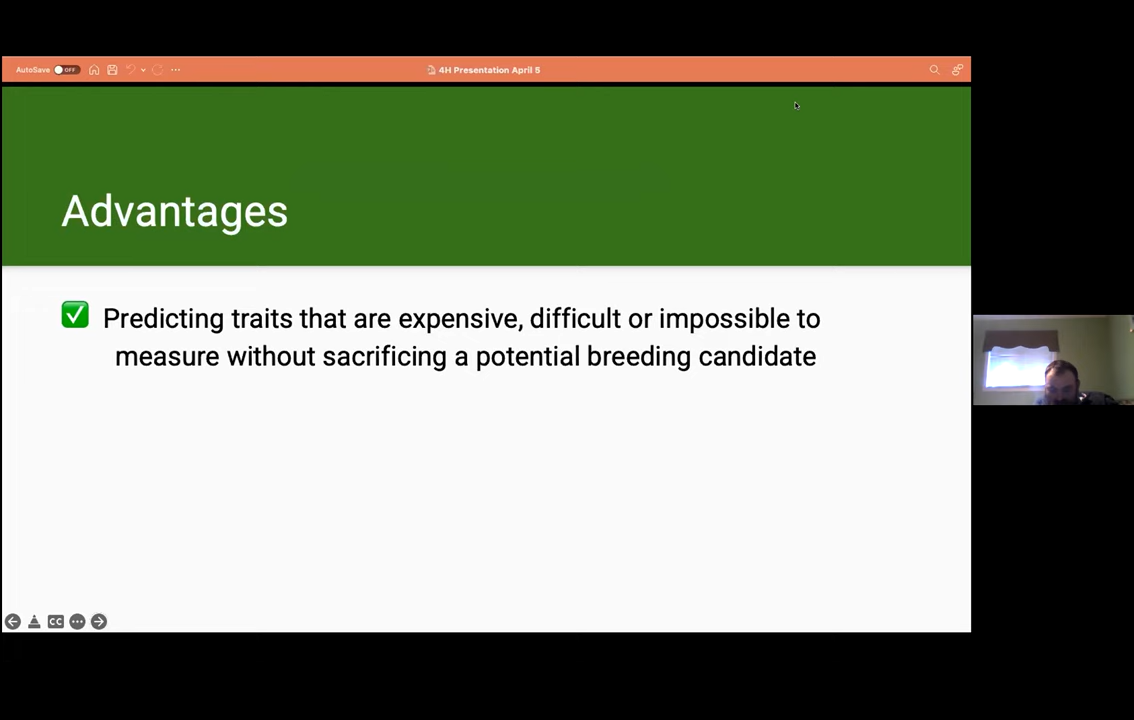 AutoSave OFF
4H Presentation April 5
Advantages
Predicting traits that are expensive, difficult or impossible to
measure without sacrificing a potential breeding candidate
CC